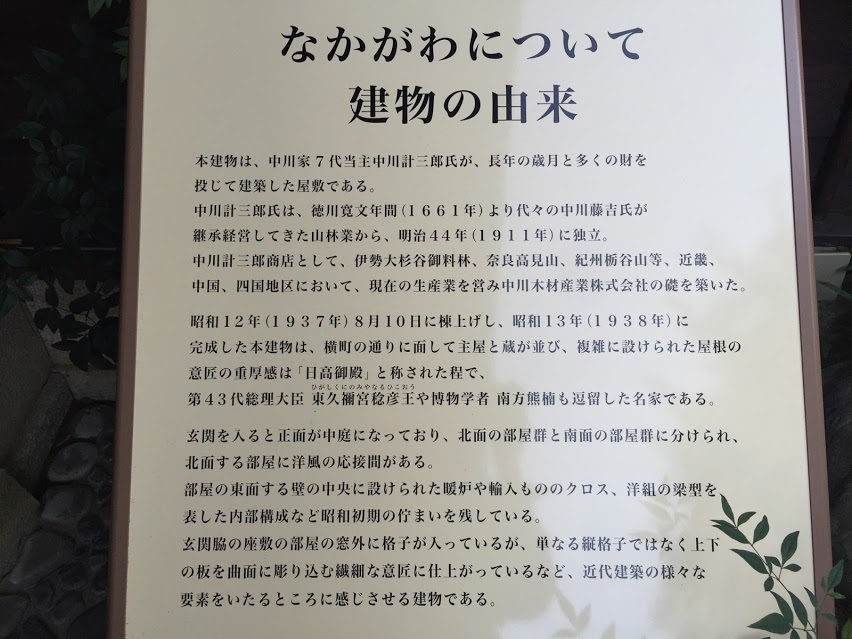 なかがわについて
建物の由来
本建物は、中川家7代当主中川計三郎氏が、長年の歳月と多くの財を
投じて建築した屋敷である。
中川計三郎氏は、徳川寛文年間(1661年)より代々の中川藤吉氏が
継承経営してきた山林業から、明治44年(1911年)に独立。
中川計三郎商店として、伊勢大杉谷御料林、奈良高見山、紀州栃谷山等、近畿、
中国、四国地区において、現在の生産業を営み中川木材産業株式会社の礎を築いた。
昭和12年(1937年)8月10日に棟上げし、昭和13年(1938年)に
完成した本建物は、横町の通りに面して主屋と蔵が並び、複雑に設けられた屋根の
意匠の重厚感は「日高御殿」と称された程で、
ひがしくにのみやなるひこおう
第43代総理大臣 東久禰宮稔彦王や博物学者 南方熊楠も逗留した名家である。
玄関を入ると正面が中庭になっており、北面の部屋群と南面の部屋群に分けられ、
北面する部屋に洋風の応接間がある。
部屋の東面する壁の中央に設けられた暖炉や輸入もののクロス、洋組の梁型を
表した内部構成など昭和初期の佇まいを残している。
玄関脇の座敷の部屋の窓外に格子が入っているが、単なる縦格子ではなく上下
の板を曲面に彫り込む繊細な意匠に仕上がっているなど、近代建築の様々な
要素をいたるところに感じさせる建物である。